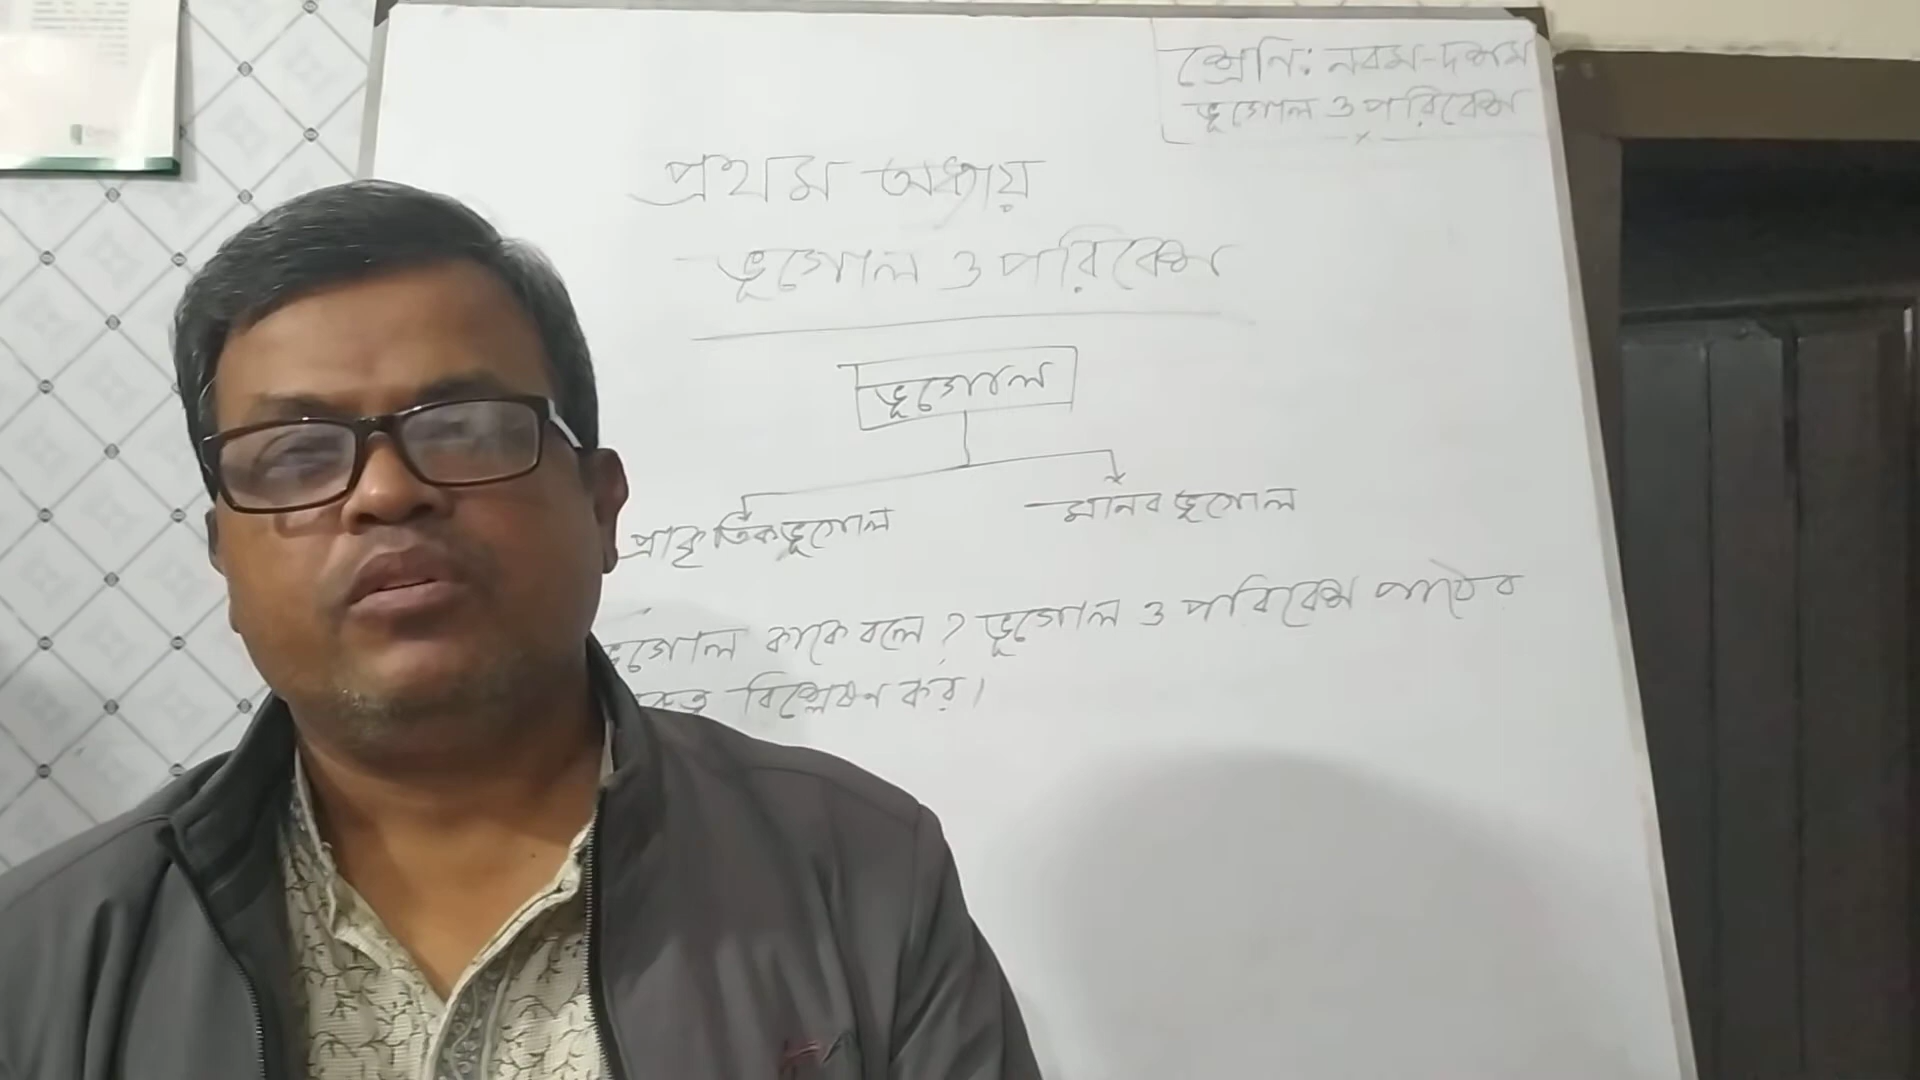 শ্রেণি: নবম-দশম
ভূগোল ও পরিবেশ
প্রথম অধ্যায়
ভূগোল ও পরিবেশ
ভূগোল
প্রাকৃতিক ভূগোল
মানব ভূগোল
ভূগোল কাকে বলে? ভূগোল ও পরিবেশ পাঠের
বিশ্লেষণ কর।